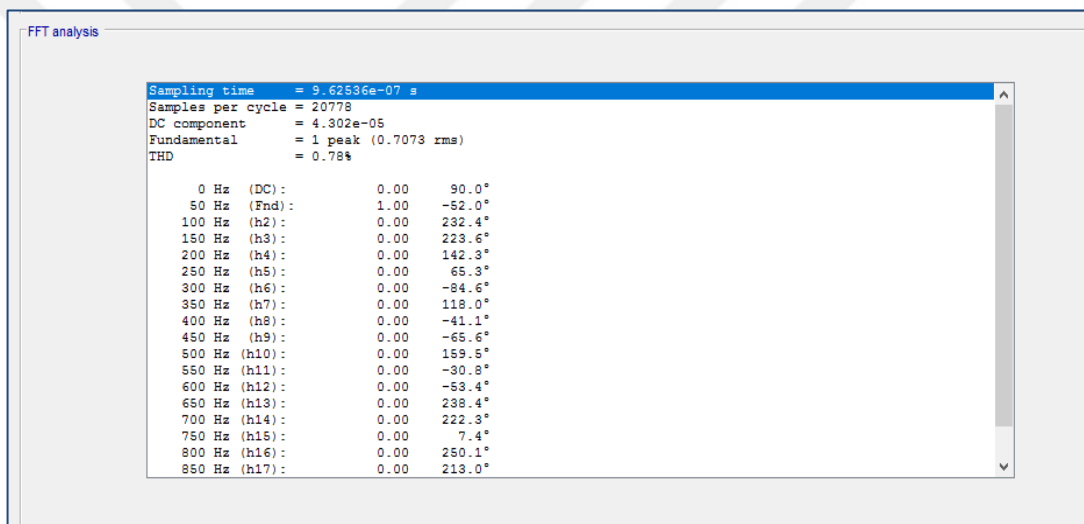 FFT analysis
Sampling time = 9.62536e-07 s
Samples per cycle = 20778
DC component = 4.302e-05
Fundamental = 1 peak (0.7073 rms)
THD = 0.78%
0 Hz (DC): 0.00 90.0°
50 Hz (Fnd): 1.00 -52.0°
100 Hz (h2): 0.00 232.4°
150 Hz (h3): 0.00 223.6°
200 Hz (h4): 0.00 142.3°
250 Hz (h5): 0.00 65.3°
300 Hz (h6): 0.00 -84.6°
350 Hz (h7): 0.00 118.0°
400 Hz (h8): 0.00 -41.1°
450 Hz (h9): 0.00 -65.6°
500 Hz (h10): 0.00 159.5°
550 Hz (h11): 0.00 -30.8°
600 Hz (h12): 0.00 -53.4°
650 Hz (h13): 0.00 238.4°
700 Hz (h14): 0.00 222.3°
750 Hz (h15): 0.00 7.4°
800 Hz (h16): 0.00 250.1°
850 Hz (h17): 0.00 213.0°